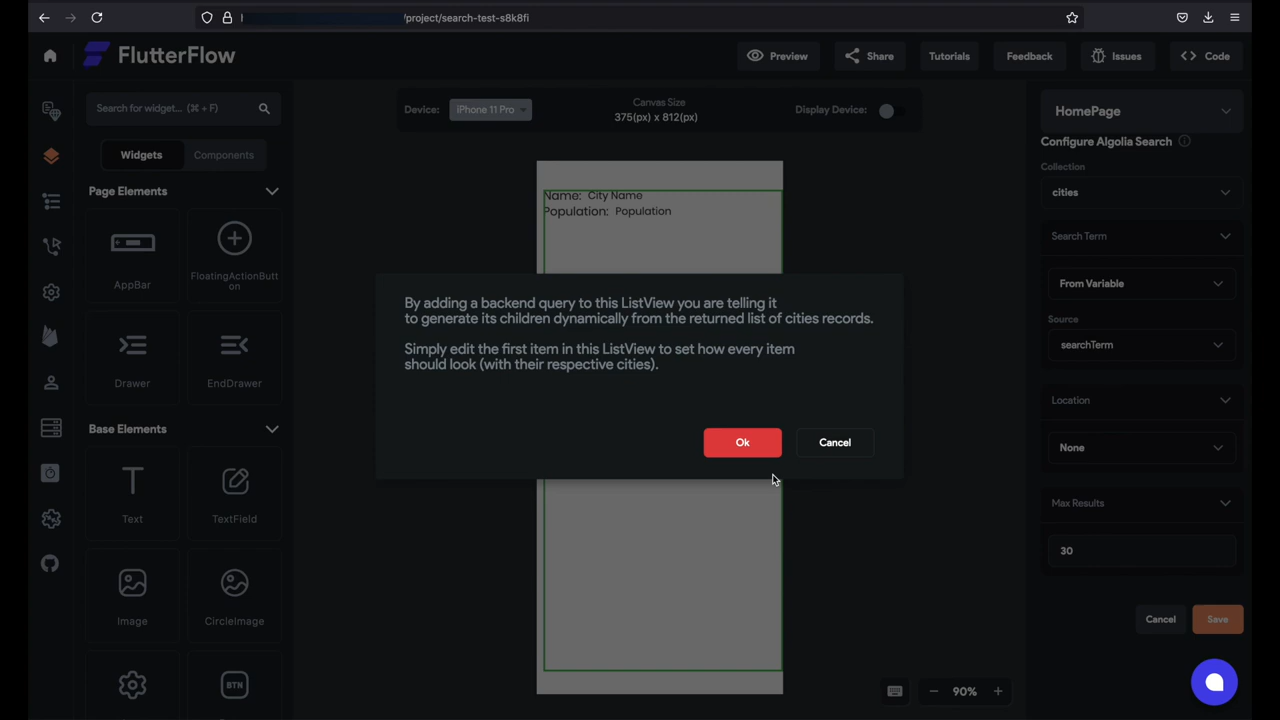 /project/search-test-s8k8fi
FlutterFlow
Preview
Share
Tutorials
Feedback
Issues
Code
Search for widget... (⌘ + F)
Device:
iPhone 11 Pro
Canvas Size
375(px) x 812(px)
Display Device:
HomePage
Configure Algolia Search
Collection
cities
Search Term
From Variable
Source
searchTerm
Location
None
Max Results
30
Cancel
Save
Widgets
Components
Page Elements
AppBar
FloatingActionButt
on
Drawer
EndDrawer
Base Elements
Text
TextField
Image
CircleImage
BTN
Name: City Name
Population: Population
By adding a backend query to this ListView you are telling it
to generate its children dynamically from the returned list of cities records.
Simply edit the first item in this ListView to set how every item
should look (with their respective cities).
Ok
Cancel
90%